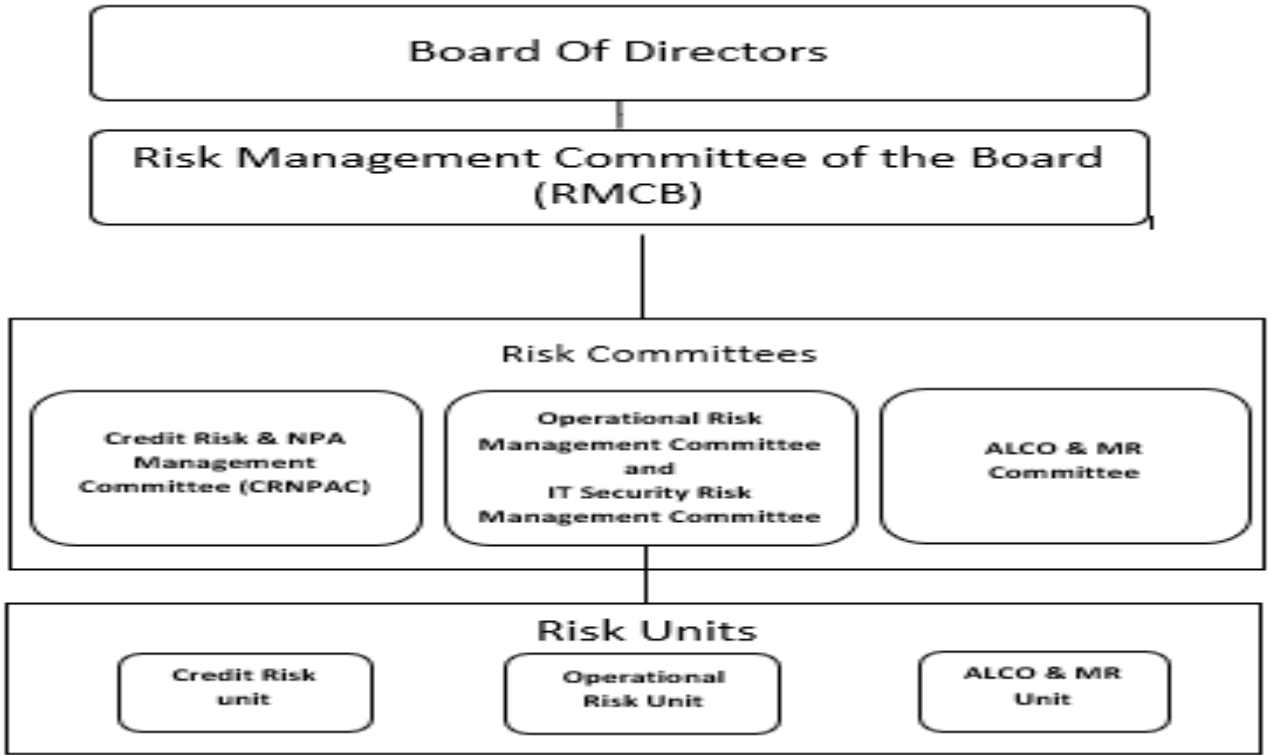 Board Of Directors
Risk Management Committee of the Board
(RMCB)
Risk Committees
Credit Risk & NPA
Management
Committee (CRNPAC)
Operational Risk
Management Committee
and
IT Security Risk
Management Committee
ALCO & MR
Committee
Risk Units
Credit Risk
unit
Operational
Risk Unit
ALCO & MR
Unit